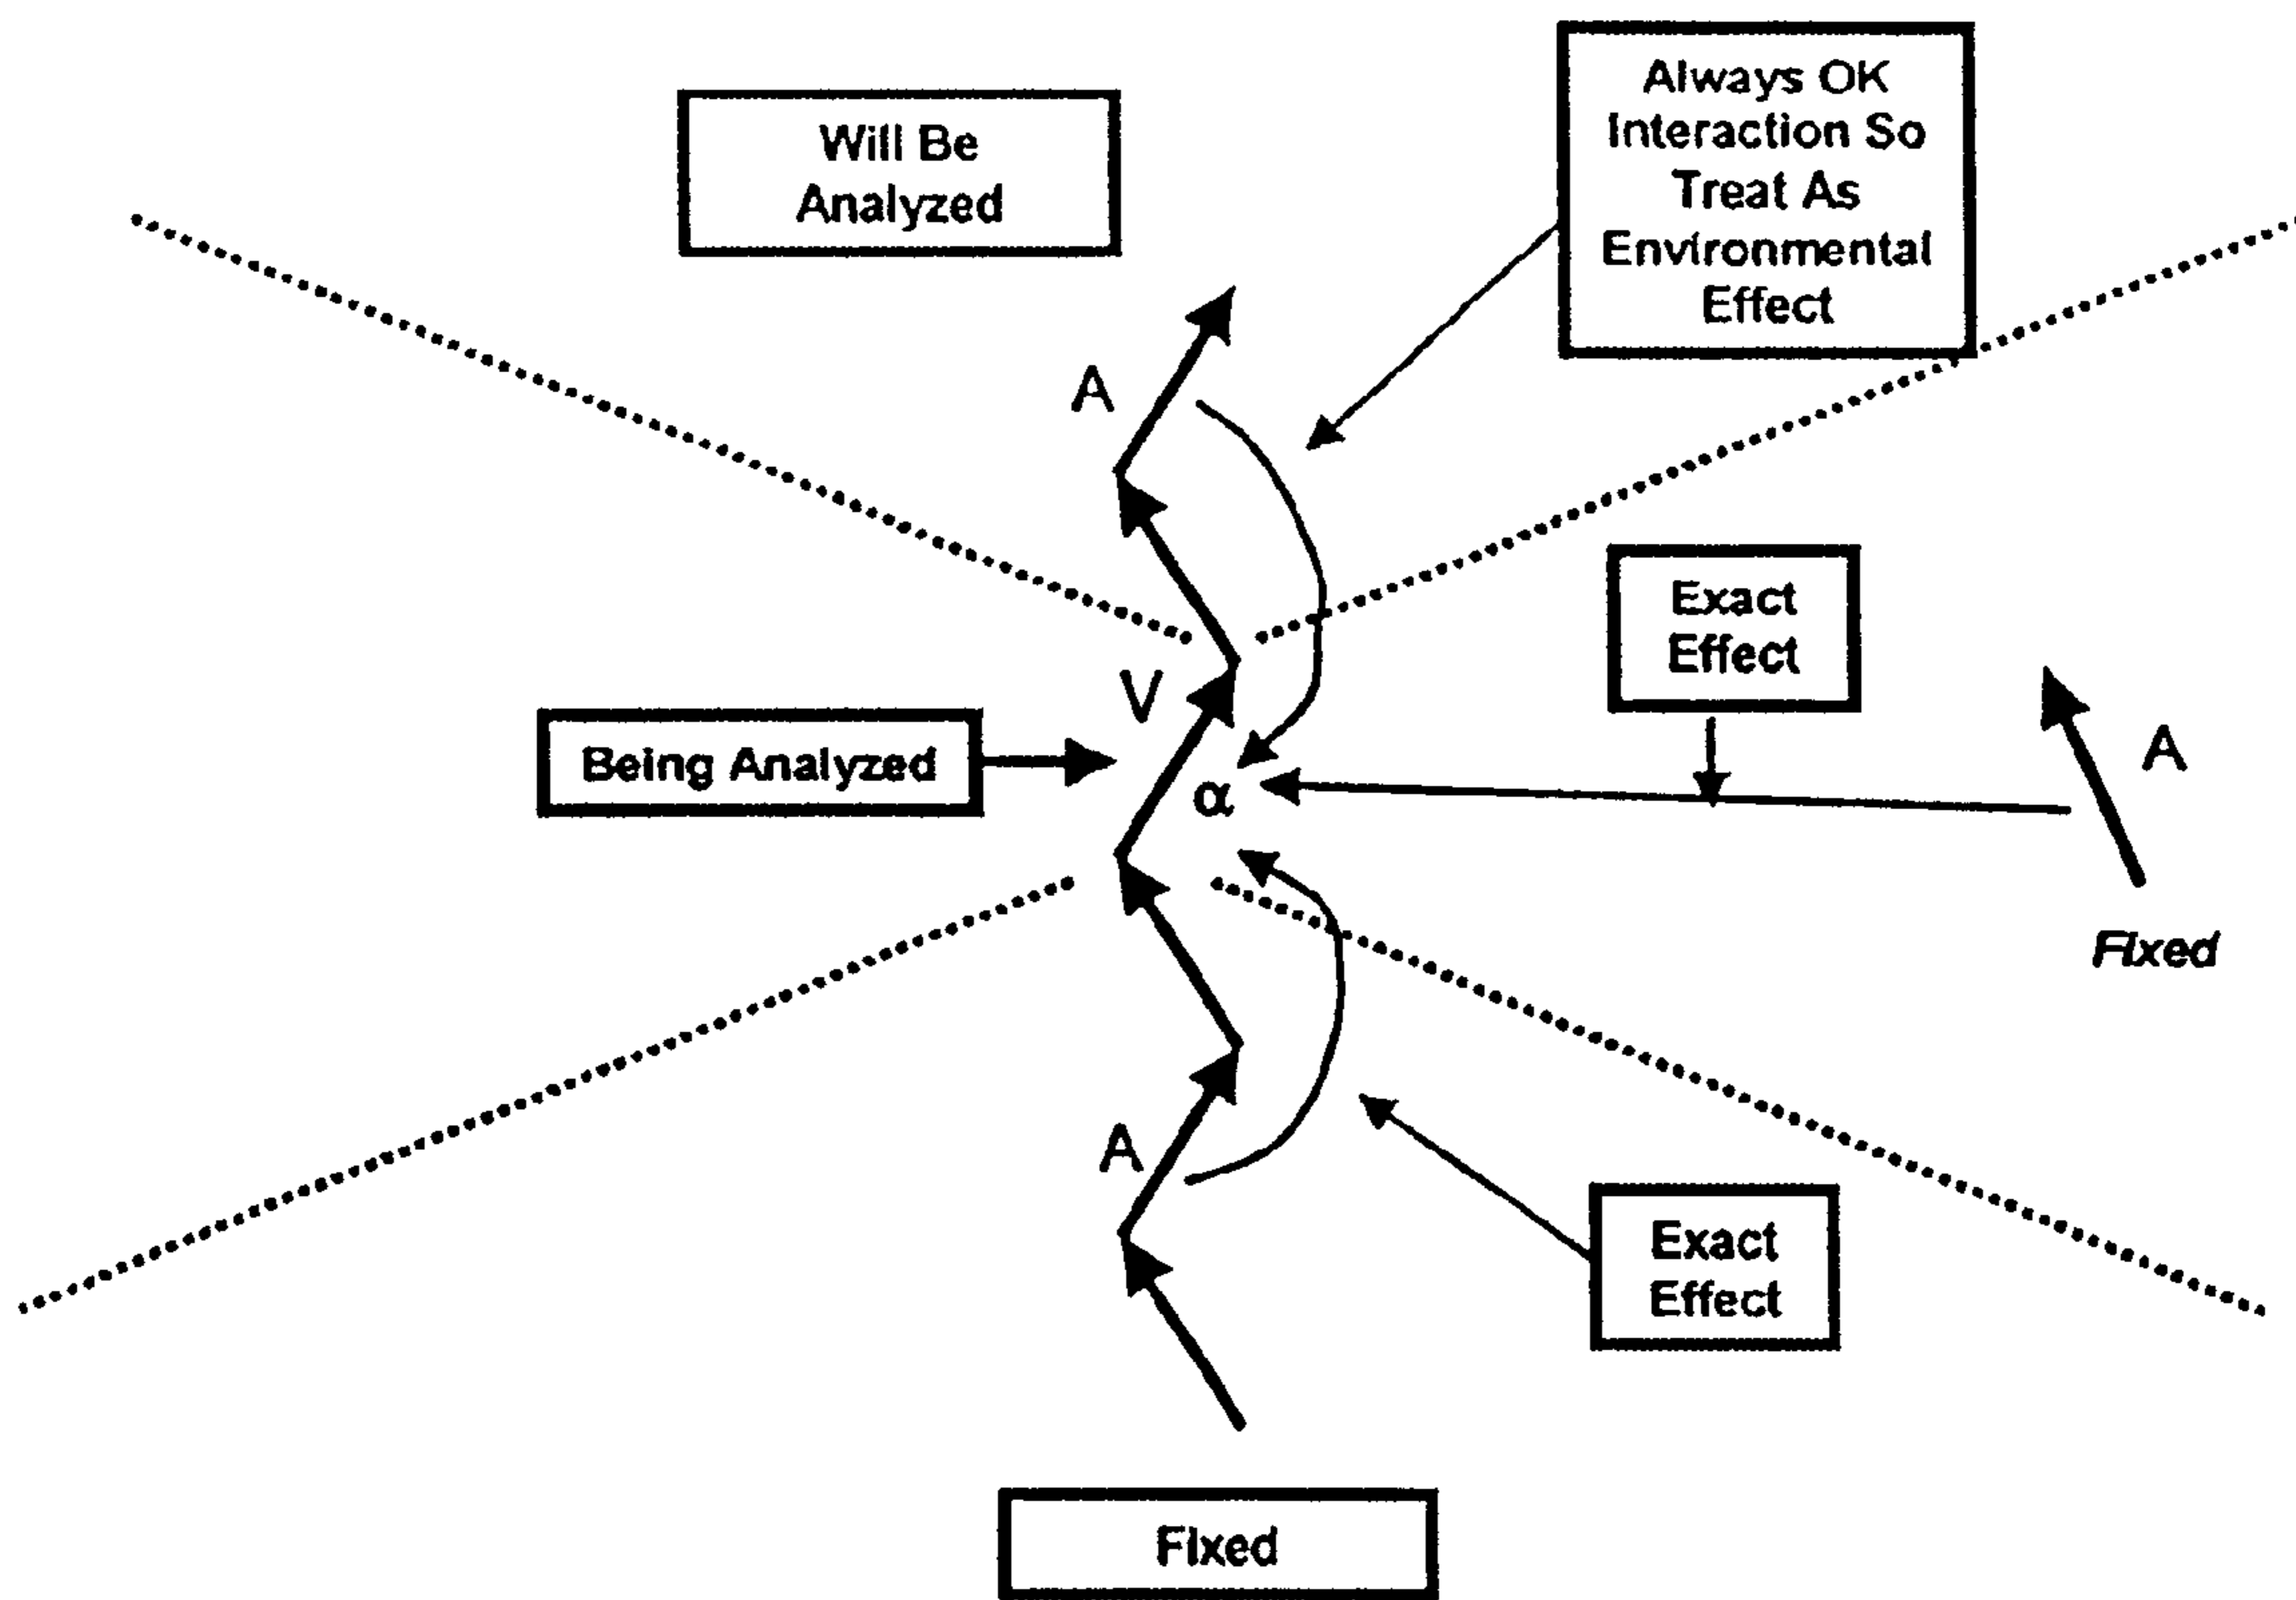 Will Be
Analyzed
Always OK
Interaction So
Treat As
Environmental
Effect
A
V
Exact
Effect
Being Analyzed
α
A
Fixed
A
Exact
Effect
Fixed